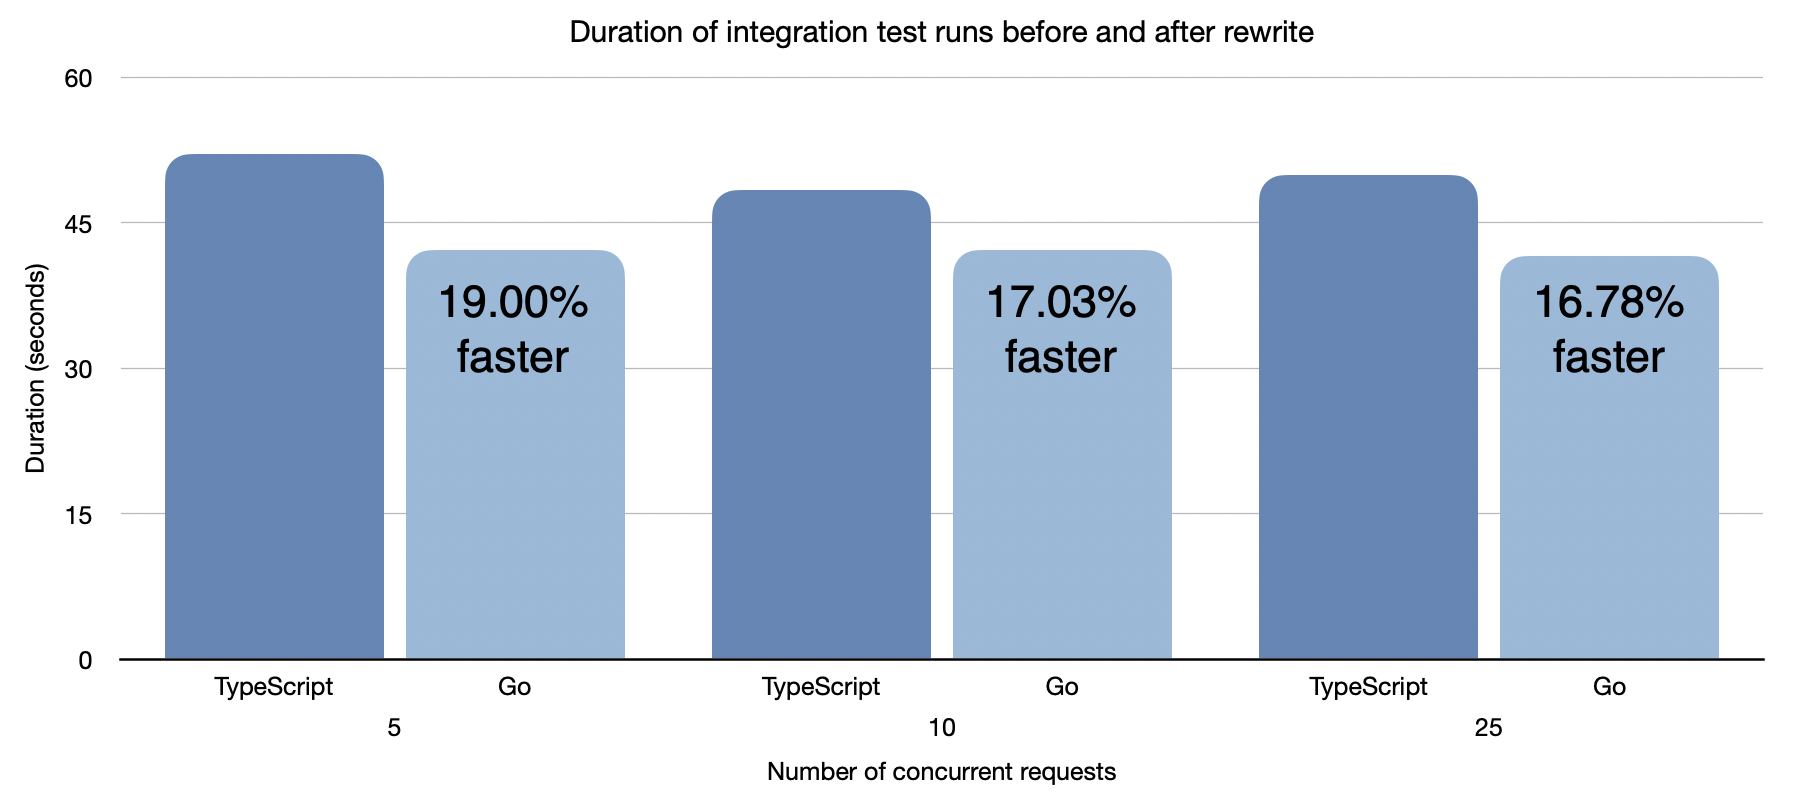 Duration of integration test runs before and after rewrite
60
45
30
15
0
Duration (seconds)
19.00%
faster
17.03%
faster
16.78%
faster
TypeScript Go TypeScript Go TypeScript Go
5 10 25
Number of concurrent requests